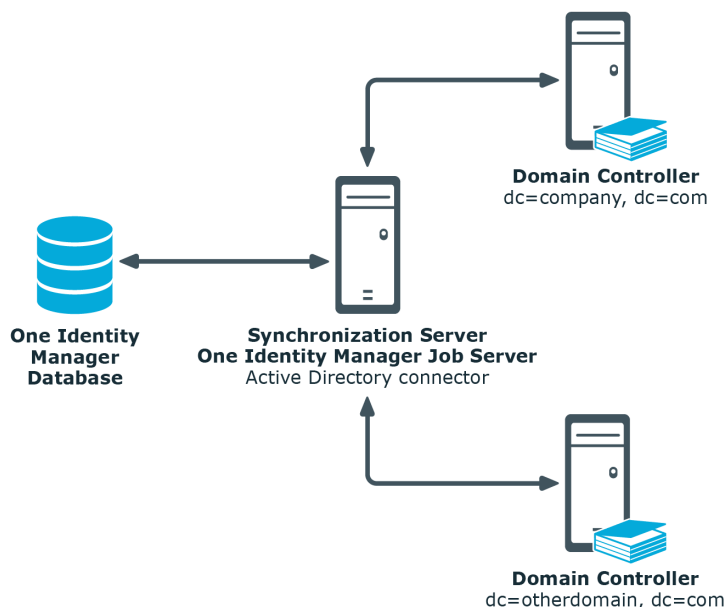 Domain Controller
dc=company, dc=com
One Identity
Manager
Database
Synchronization Server
One Identity Manager Job Server
Active Directory connector
Domain Controller
dc=otherdomain, dc=com